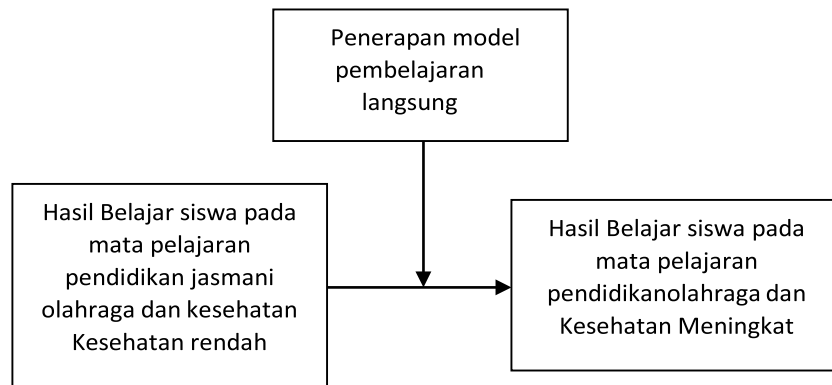 Penerapan model
pembelajaran
langsung
Hasil Belajar siswa pada
mata pelajaran
pendidikan jasmani
olahraga dan kesehatan
Kesehatan rendah
Hasil Belajar siswa pada
mata pelajaran
pendidikanolahraga dan
Kesehatan Meningkat